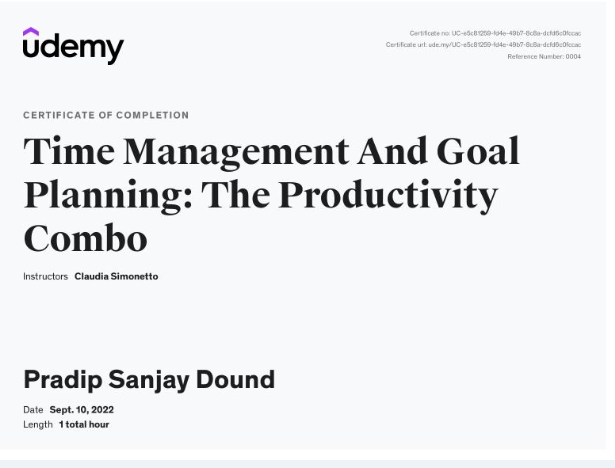 udemy
Certificate no: UC-e5c81259-fd4e-49b7-8c8a-dcfd6c0fccac
Certificate url: ude.my/UC-e5c81259-fd4e-49b7-8c8a-dcfd6c0fccac
Reference Number: 0004
CERTIFICATE OF COMPLETION
Time Management And Goal
Planning: The Productivity
Combo
Instructors Claudia Simonetto
Pradip Sanjay Dound
Date Sept. 10, 2022
Length 1 total hour